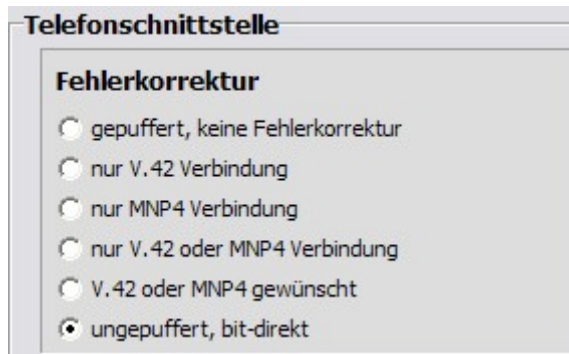 Telefonschnittstelle
Fehlerkorrektur
gepuffert, keine Fehlerkorrektur
nur V.42 Verbindung
nur MNP4 Verbindung
nur V.42 oder MNP4 Verbindung
V.42 oder MNP4 gewünscht
ungepuffert, bit-direkt